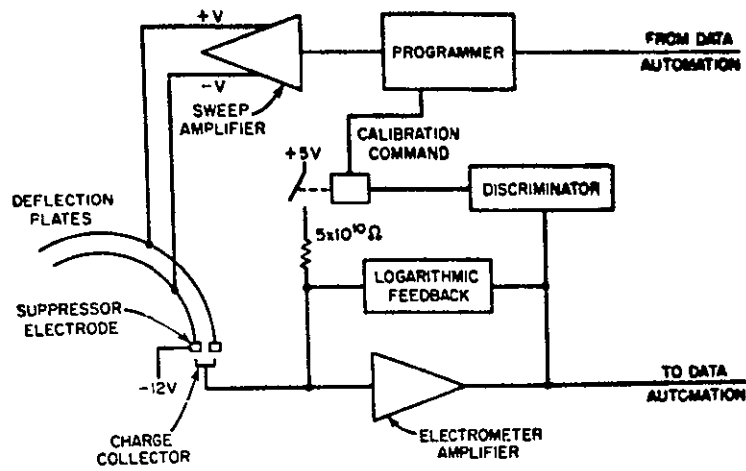 +V
-V
SWEEP
AMPLIFIER
PROGRAMMER
FROM DATA
AUTOMATION
CALIBRATION
COMMAND
+5V
DISCRIMINATOR
DEFLECTION
PLATES
5x10¹⁰Ω
LOGARITHMIC
FEEDBACK
SUPPRESSOR
ELECTRODE
-12V
CHARGE
COLLECTOR
ELECTROMETER
AMPLIFIER
TO DATA
AUTOMATION